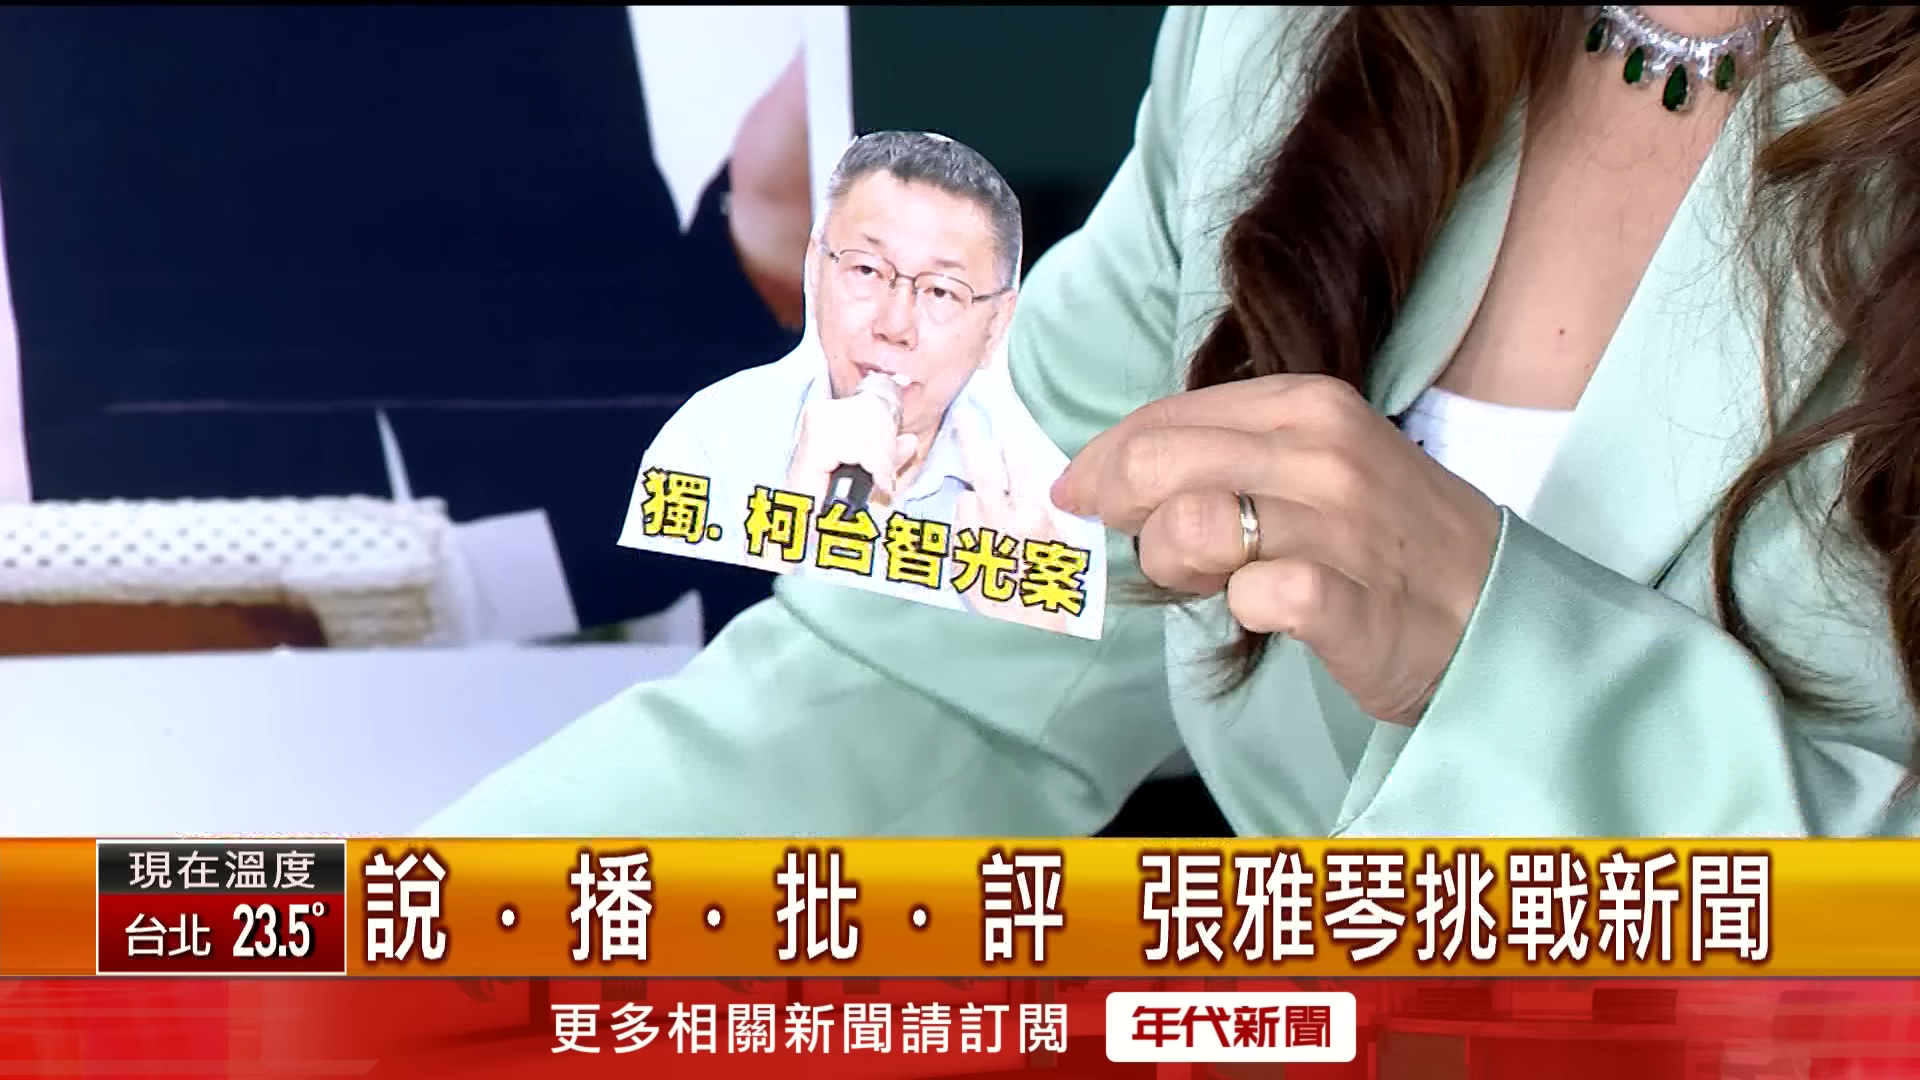 獨. 柯台智光案
現在溫度
台北 23.5°
說．播．批．評 張雅琴挑戰新聞
更多相關新聞請訂閱 年代新聞